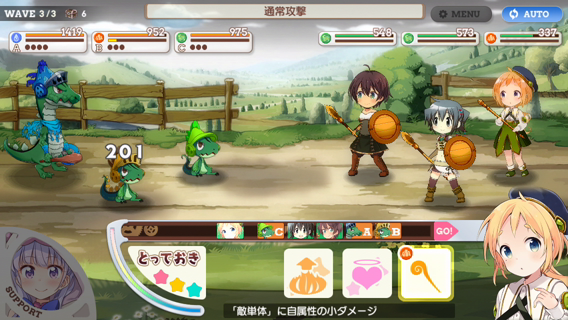 WAVE 3/3 6
通常攻撃
MENU
AUTO
1419
952
975
548
573
337
A
B
C
201
C A B GO!
とっておき
SUPPORT
「敵単体」に自属性の小ダメージ